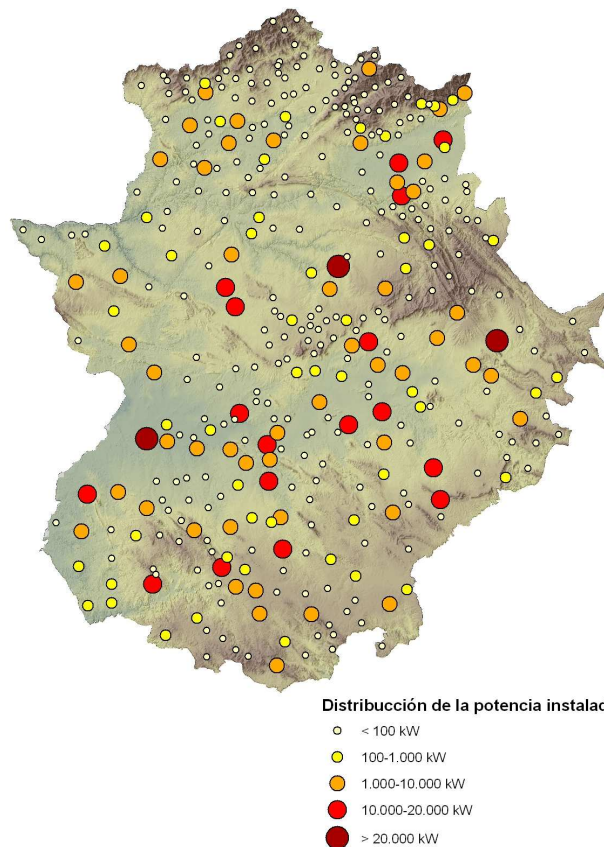 Distribucción de la potencia instalad
< 100 kW
100-1.000 kW
1.000-10.000 kW
10.000-20.000 kW
> 20.000 kW